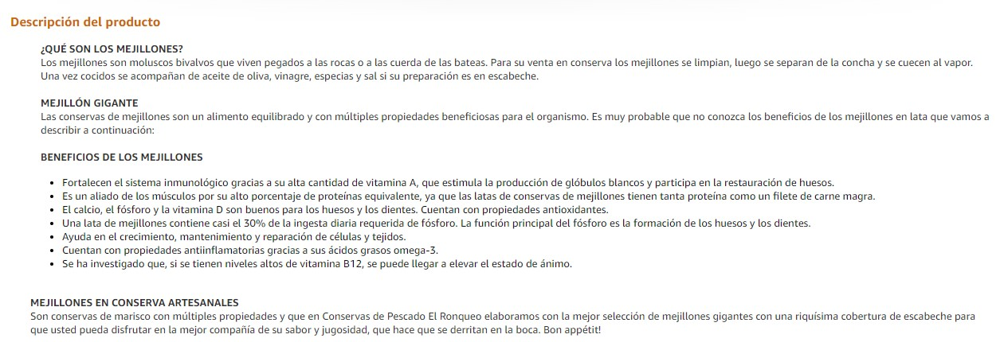 Descripción del producto
¿QUÉ SON LOS MEJILLONES?
Los mejillones son moluscos bivalvos que viven pegados a las rocas o a las cuerda de las bateas. Para su venta en conserva los mejillones se limpian, luego se separan de la concha y se cuecen al vapor.
Una vez cocidos se acompañan de aceite de oliva, vinagre, especias y sal si su preparación es en escabeche.
MEJILLÓN GIGANTE
Las conservas de mejillones son un alimento equilibrado y con múltiples propiedades beneficiosas para el organismo. Es muy probable que no conozca los beneficios de los mejillones en lata que vamos a
describir a continuación:
BENEFICIOS DE LOS MEJILLONES
• Fortalecen el sistema inmunológico gracias a su alta cantidad de vitamina A, que estimula la producción de glóbulos blancos y participa en la restauración de huesos.
• Es un aliado de los músculos por su alto porcentaje de proteínas equivalente, ya que las latas de conservas de mejillones tienen tanta proteína como un filete de carne magra.
• El calcio, el fósforo y la vitamina D son buenos para los huesos y los dientes. Cuentan con propiedades antioxidantes.
• Una lata de mejillones contiene casi el 30% de la ingesta diaria requerida de fósforo. La función principal del fósforo es la formación de los huesos y los dientes.
• Ayuda en el crecimiento, mantenimiento y reparación de células y tejidos.
• Cuentan con propiedades antiinflamatorias gracias a sus ácidos grasos omega-3.
• Se ha investigado que, si se tienen niveles altos de vitamina B12, se puede llegar a elevar el estado de ánimo.
MEJILLONES EN CONSERVA ARTESANALES
Son conservas de marisco con múltiples propiedades y que en Conservas de Pescado El Ronqueo elaboramos con la mejor selección de mejillones gigantes con una riquísima cobertura de escabeche para
que usted pueda disfrutar en la mejor compañía de su sabor y jugosidad, que hace que se derritan en la boca. Bon appétit!